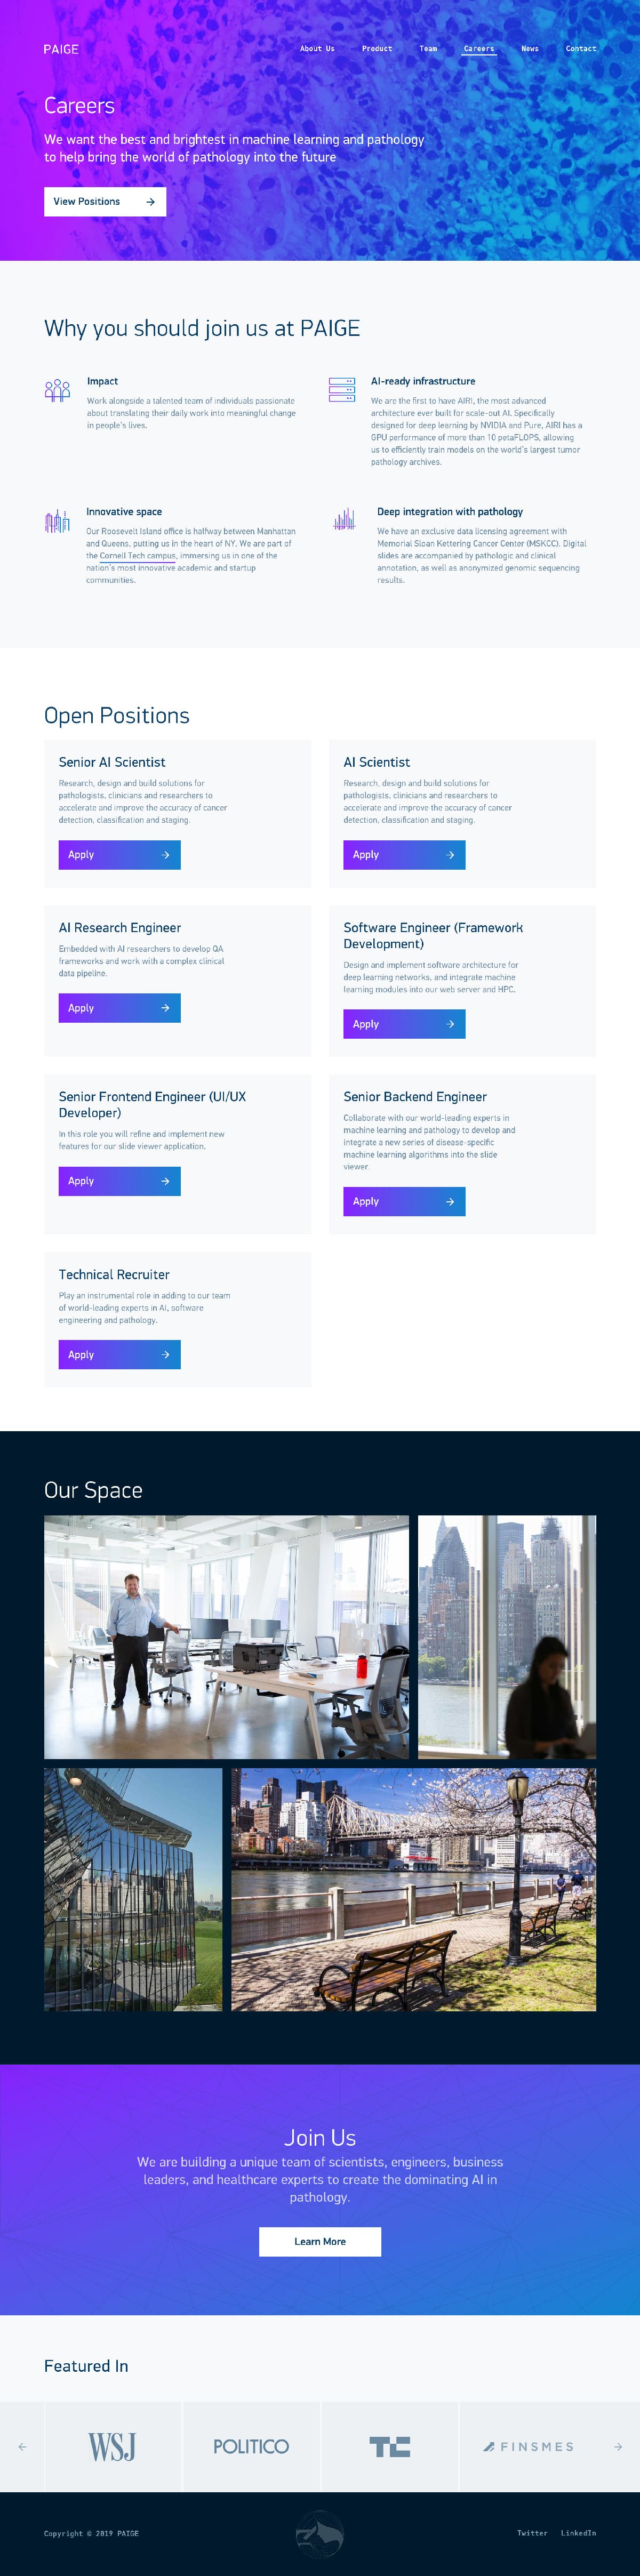 PAIGE
About Us Product Team Careers News Contact
Careers
We want the best and brightest in machine learning and pathology
to help bring the world of pathology into the future
View Positions →
Why you should join us at PAIGE
Impact
Work alongside a talented team of individuals passionate
about translating their daily work into meaningful change
in people's lives.
AI-ready infrastructure
We are the first to have AIRI, the most advanced
architecture ever built for scale-out AI. Specifically
designed for deep learning by NVIDIA and Pure, AIRI has a
GPU performance of more than 10 petaFLOPS, allowing
us to efficiently train models on the world's largest tumor
pathology archives.
Innovative space
Our Roosevelt Island office is halfway between Manhattan
and Queens, putting us in the heart of NY. We are part of
the Cornell Tech campus, immersing us in one of the
nation's most innovative academic and startup
communities.
Deep integration with pathology
We have an exclusive data licensing agreement with
Memorial Sloan Kettering Cancer Center (MSKCC). Digital
slides are accompanied by pathologic and clinical
annotation, as well as anonymized genomic sequencing
results.
Open Positions
Senior AI Scientist
Research, design and build solutions for
pathologists, clinicians and researchers to
accelerate and improve the accuracy of cancer
detection, classification and staging.
Apply →
AI Scientist
Research, design and build solutions for
pathologists, clinicians and researchers to
accelerate and improve the accuracy of cancer
detection, classification and staging.
Apply →
AI Research Engineer
Embedded with AI researchers to develop QA
frameworks and work with a complex clinical
data pipeline.
Apply →
Software Engineer (Framework
Development)
Design and implement software architecture for
deep learning networks, and integrate machine
learning modules into our web server and HPC.
Apply →
Senior Frontend Engineer (UI/UX
Developer)
In this role you will refine and implement new
features for our slide viewer application.
Apply →
Senior Backend Engineer
Collaborate with our world-leading experts in
machine learning and pathology to develop and
integrate a new series of disease-specific
machine learning algorithms into the slide
viewer.
Apply →
Technical Recruiter
Play an instrumental role in adding to our team
of world-leading experts in AI, software
engineering and pathology.
Apply →
Our Space
Join Us
We are building a unique team of scientists, engineers, business
leaders, and healthcare experts to create the dominating AI in
pathology.
Learn More
Featured In
← WSJ POLITICO TC FINSMES →
Copyright © 2019 PAIGE
Twitter LinkedIn